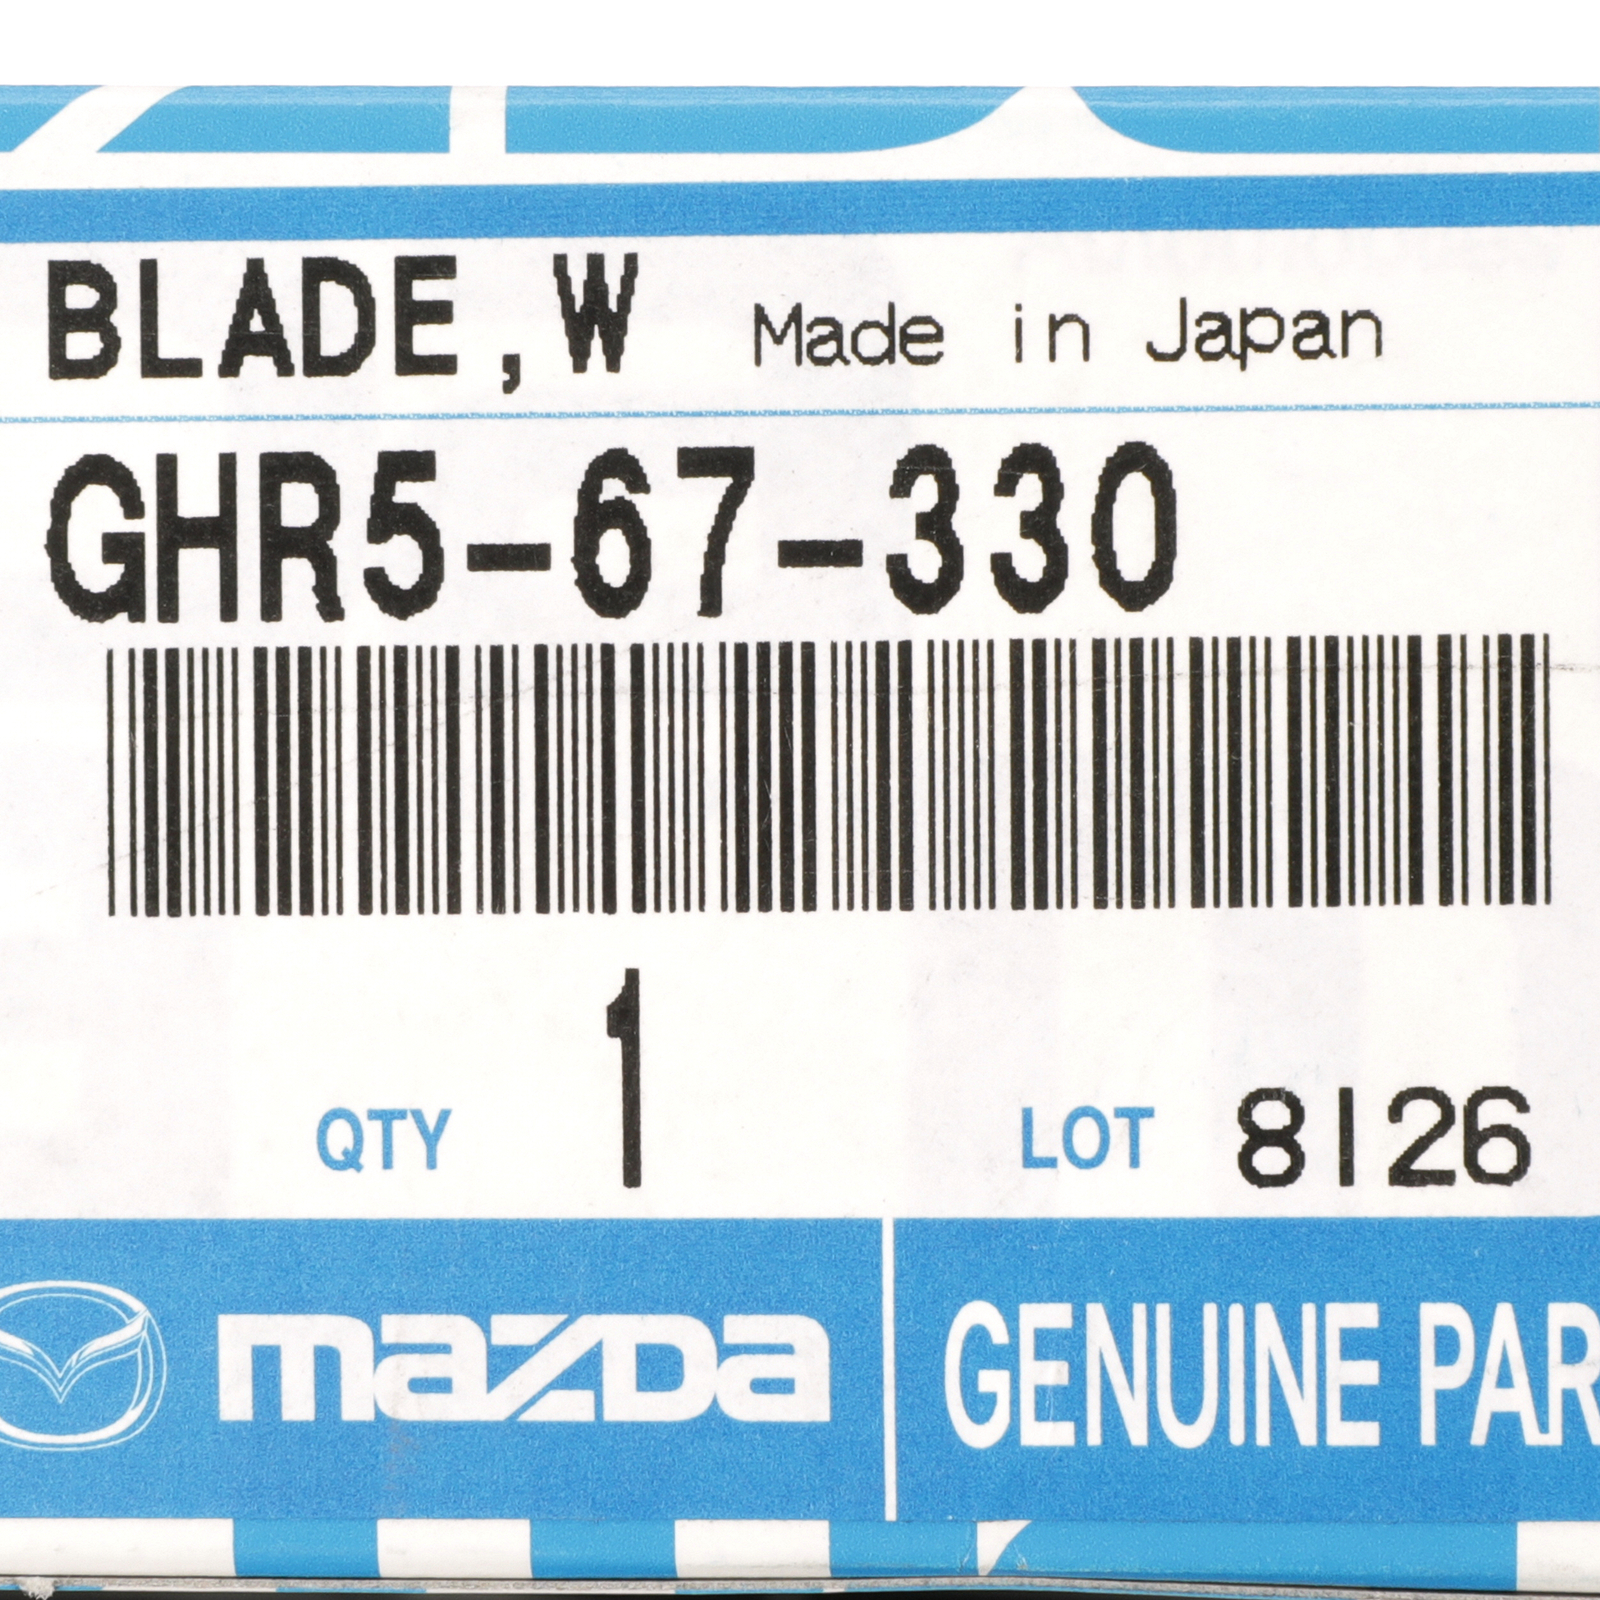 BLADE,W Made in Japan
GHR5-67-330
QTY 1 LOT 8126
mazda GENUINE PAR